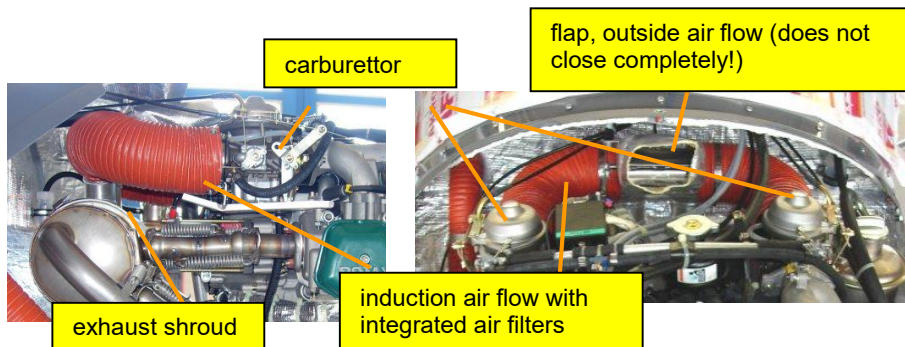 carburettor
flap, outside air flow (does not
close completely!)
exhaust shroud
induction air flow with
integrated air filters